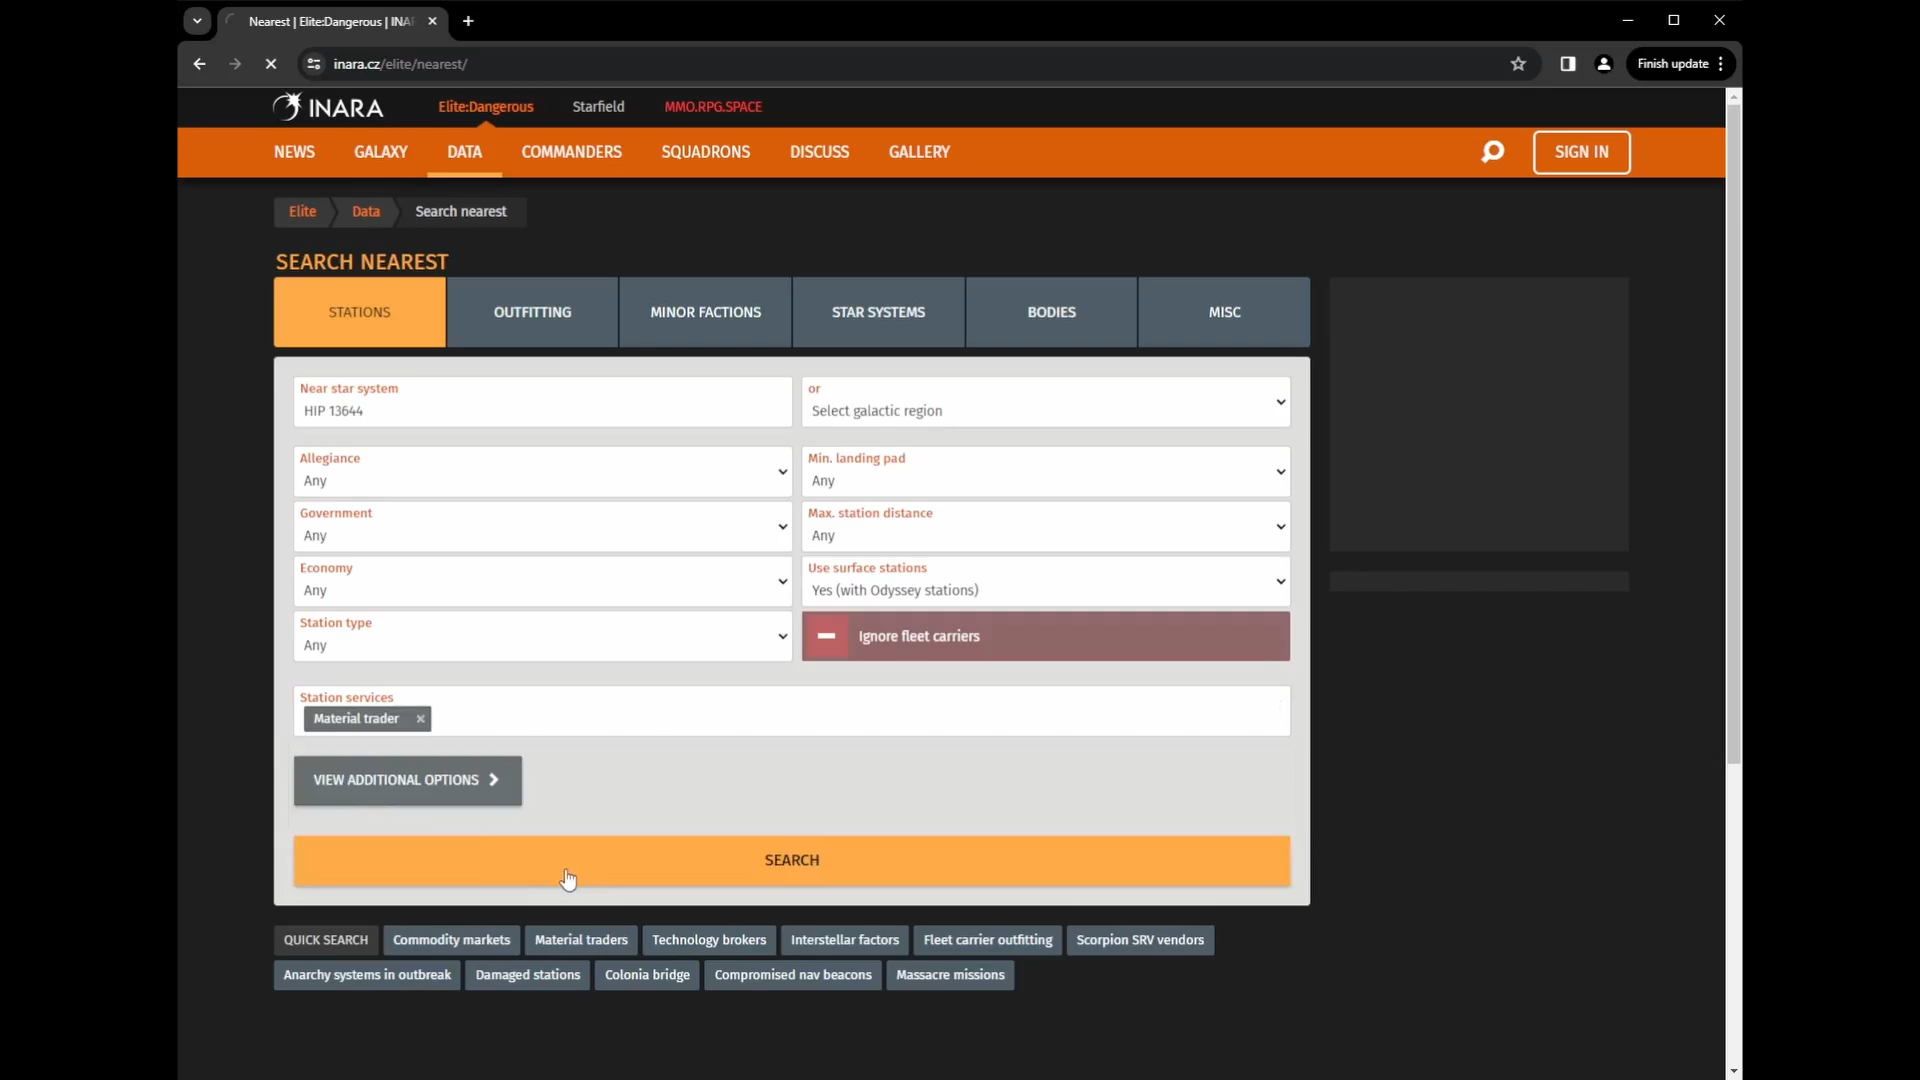 Nearest | Elite:Dangerous | INA
inara.cz/elite/nearest/
Finish update
INARA
Elite:Dangerous
Starfield
MMO.RPG.SPACE
NEWS
GALAXY
DATA
COMMANDERS
SQUADRONS
DISCUSS
GALLERY
SIGN IN
Elite
Data
Search nearest
SEARCH NEAREST
STATIONS
OUTFITTING
MINOR FACTIONS
STAR SYSTEMS
BODIES
MISC
Near star system
HIP 13644
or
Select galactic region
Allegiance
Any
Min. landing pad
Any
Government
Any
Max. station distance
Any
Economy
Any
Use surface stations
Yes (with Odyssey stations)
Station type
Any
Ignore fleet carriers
Station services
Material trader ×
VIEW ADDITIONAL OPTIONS
SEARCH
QUICK SEARCH
Commodity markets
Material traders
Technology brokers
Interstellar factors
Fleet carrier outfitting
Scorpion SRV vendors
Anarchy systems in outbreak
Damaged stations
Colonia bridge
Compromised nav beacons
Massacre missions